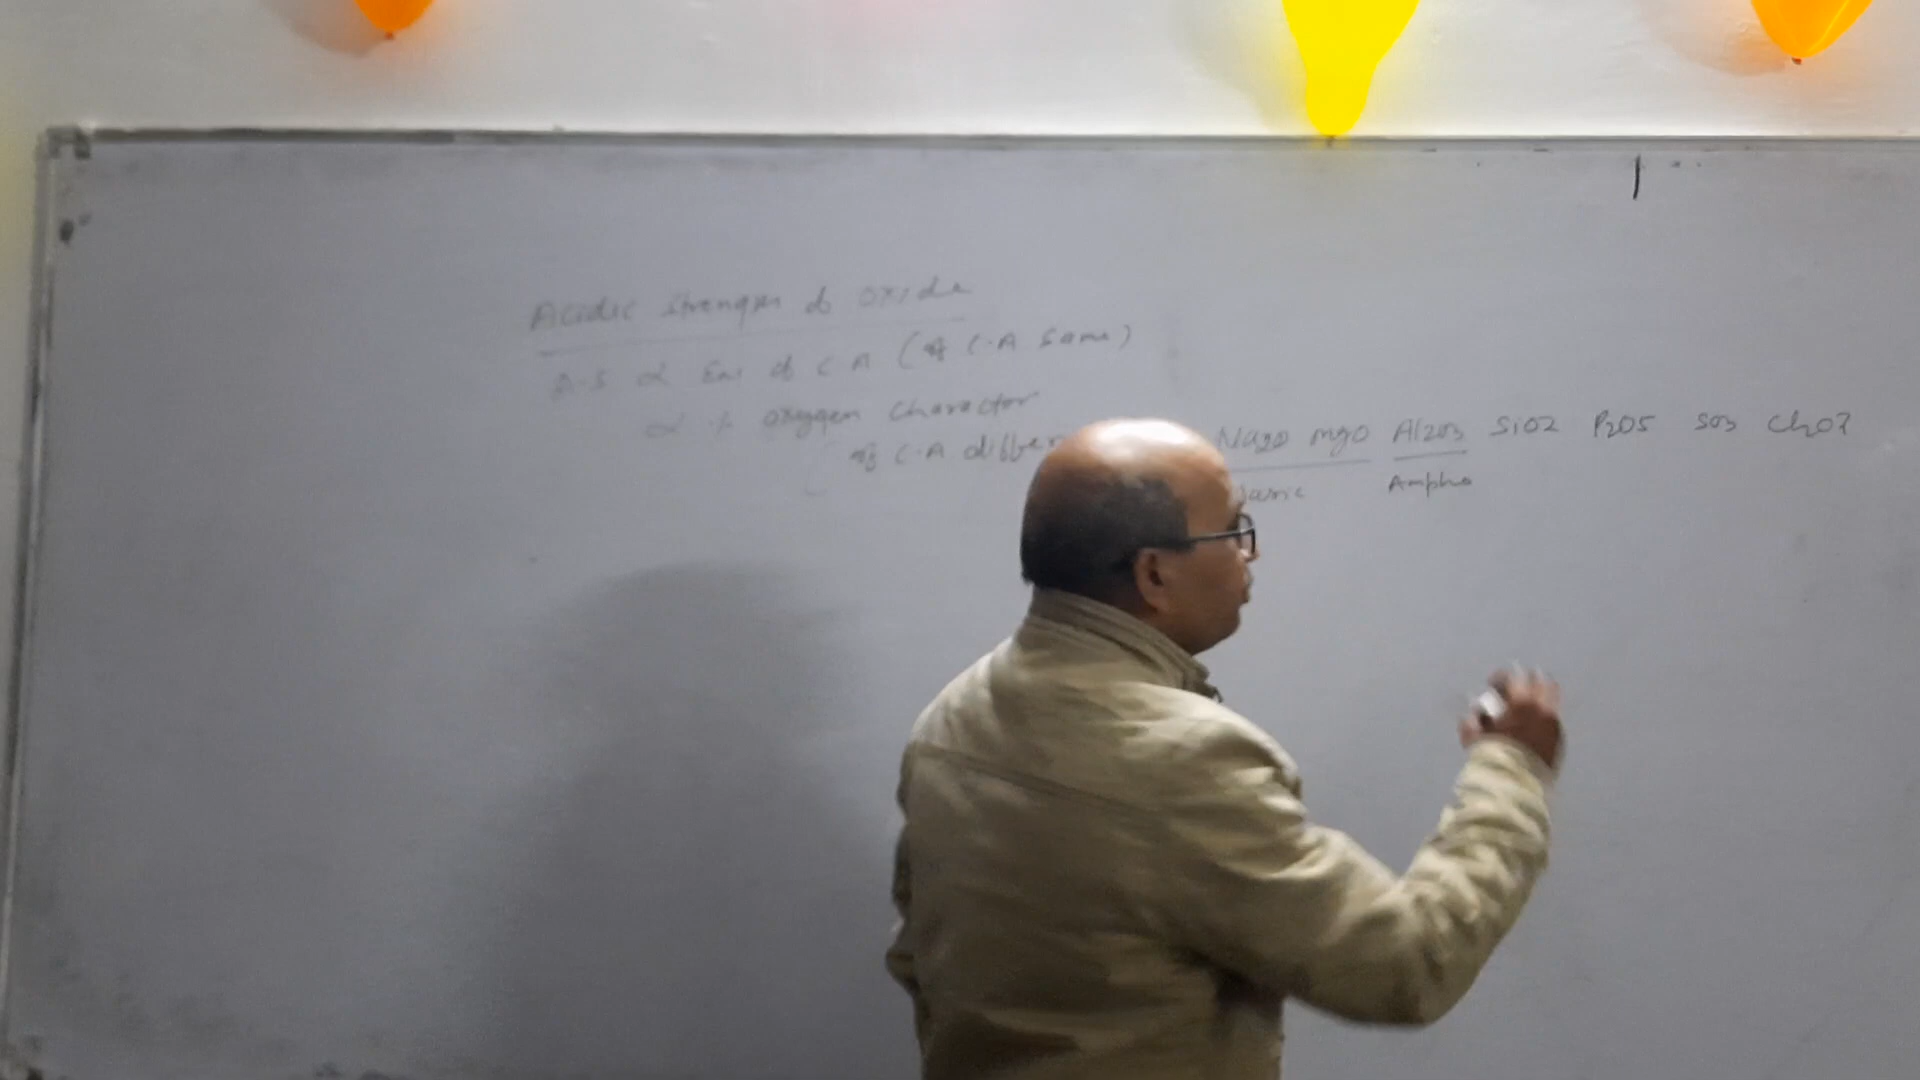 Acidic strength of oxide
A.S ∝ E.N of C A (if C.A same)
∝ % oxygen character
if C.A differ
Na2O MgO Al2O3 SiO2 P2O5 SO3 Cl2O7
Basic Ampho